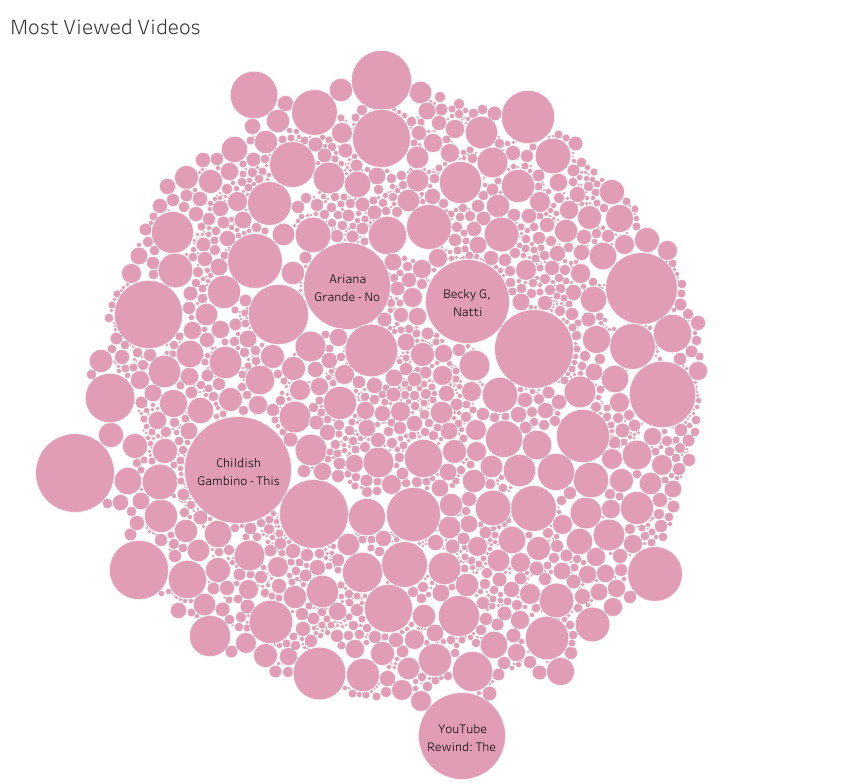 Most Viewed Videos
Ariana
Grande - No
Becky G,
Natti
Childish
Gambino - This
YouTube
Rewind: The